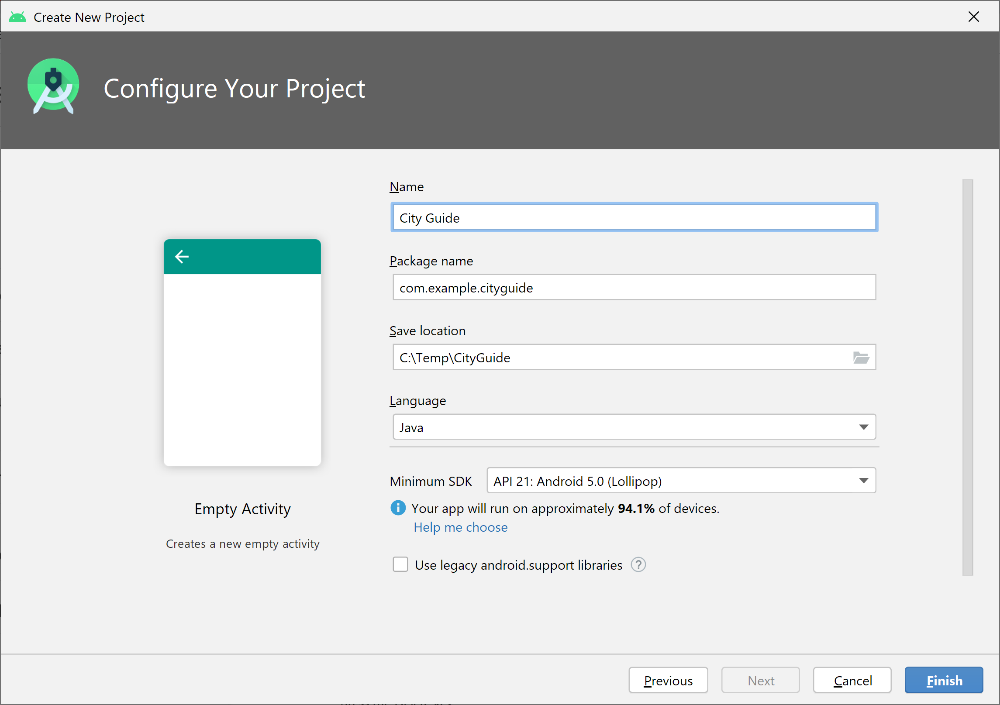 Create New Project
Configure Your Project
Name
City Guide
Package name
com.example.cityguide
Save location
C:\Temp\CityGuide
Language
Java
Minimum SDK
API 21: Android 5.0 (Lollipop)
i Your app will run on approximately 94.1% of devices.
Help me choose
Use legacy android.support libraries ?
Empty Activity
Creates a new empty activity
Previous
Next
Cancel
Finish